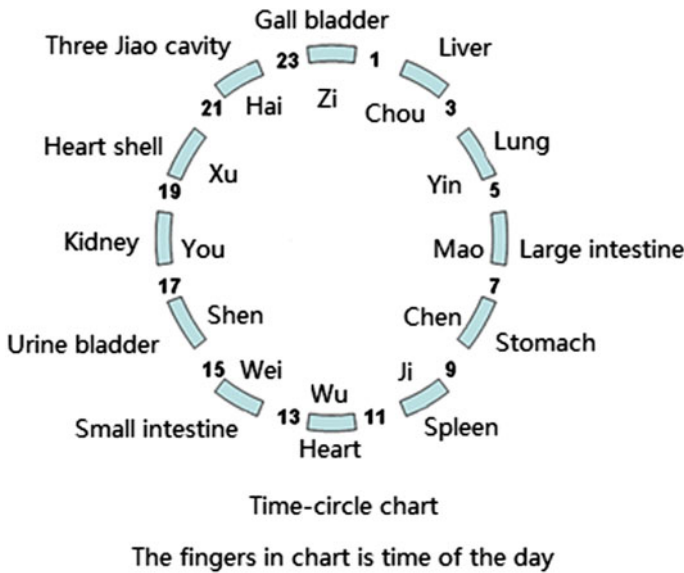 Gall bladder
Three Jiao cavity
23
1
Liver
21
Hai
Zi
Chou
3
Heart shell
Lung
19
Xu
Yin
5
Kidney
You
Mao
Large intestine
17
7
Shen
Chen
Urine bladder
Stomach
15
Wei
Ji
9
Wu
Small intestine
13
11
Spleen
Heart
Time-circle chart
The fingers in chart is time of the day